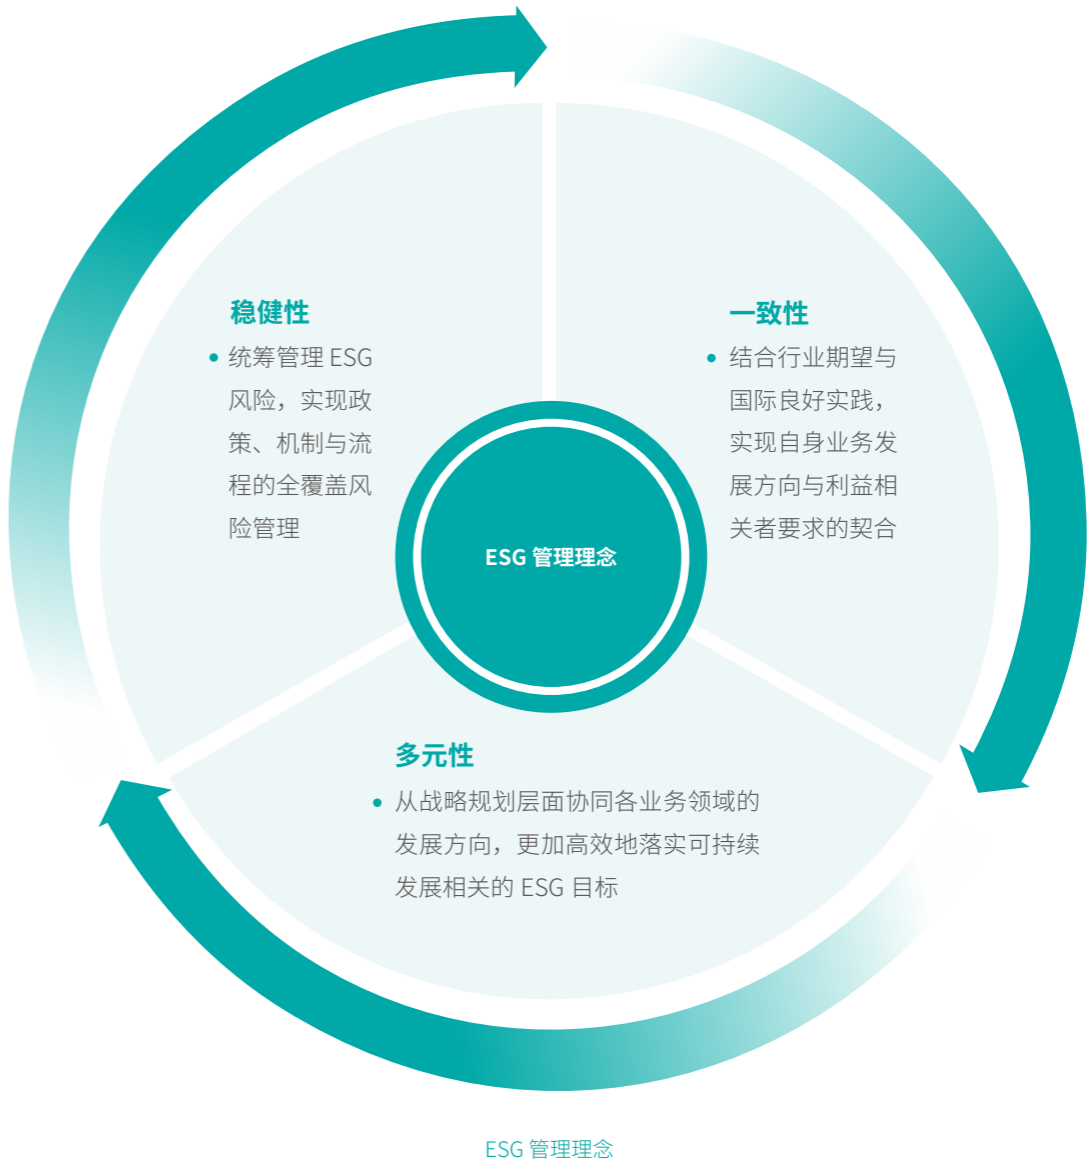 稳健性
统筹管理 ESG
风险，实现政
策、机制与流
程的全覆盖风
险管理
一致性
结合行业期望与
国际良好实践，
实现自身业务发
展方向与利益相
关者要求的契合
ESG 管理理念
多元性
从战略规划层面协同各业务领域的
发展方向，更加高效地落实可持续
发展相关的 ESG 目标
ESG 管理理念